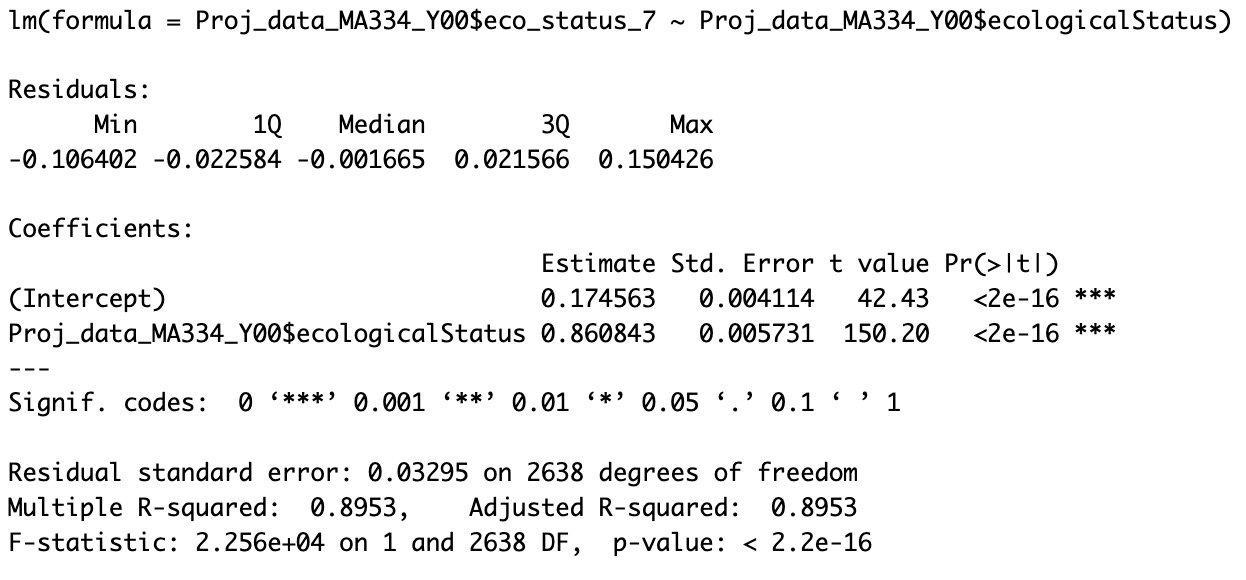 lm(formula = Proj_data_MA334_Y00$eco_status_7 ~ Proj_data_MA334_Y00$ecologicalStatus)
Residuals:
Min 1Q Median 3Q Max
-0.106402 -0.022584 -0.001665 0.021566 0.150426
Coefficients:
Estimate Std. Error t value Pr(>|t|)
(Intercept) 0.174563 0.004114 42.43 <2e-16 ***
Proj_data_MA334_Y00$ecologicalStatus 0.860843 0.005731 150.20 <2e-16 ***
---
Signif. codes: 0 ‘***’ 0.001 ‘**’ 0.01 ‘*’ 0.05 ‘.’ 0.1 ‘ ’ 1
Residual standard error: 0.03295 on 2638 degrees of freedom
Multiple R-squared: 0.8953, Adjusted R-squared: 0.8953
F-statistic: 2.256e+04 on 1 and 2638 DF, p-value: < 2.2e-16